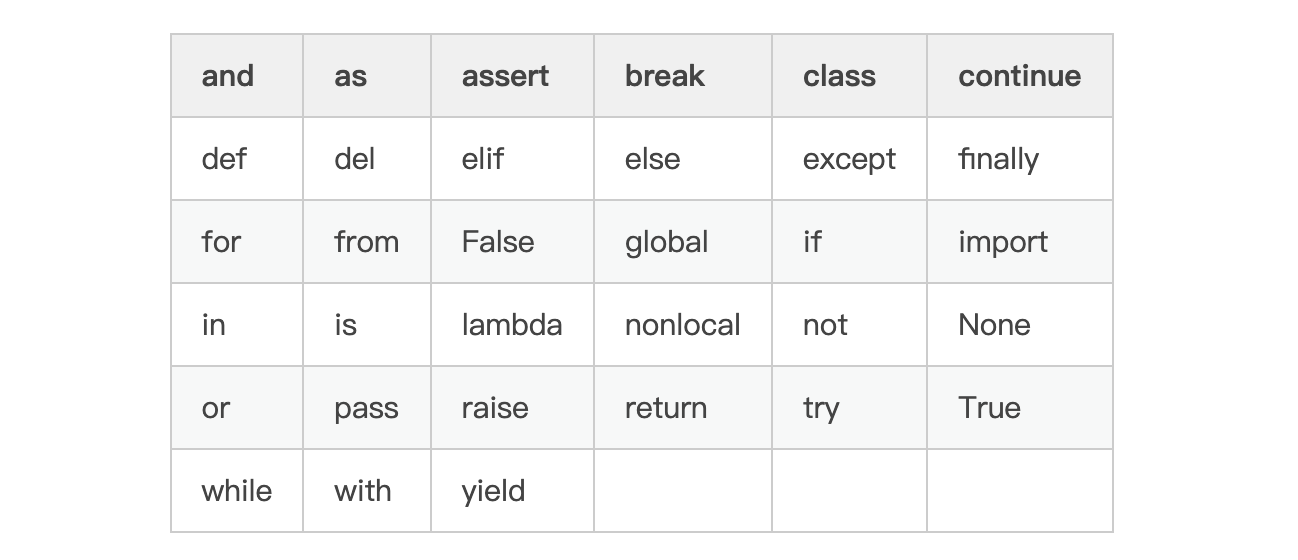 and as assert break class continue
def del elif else except finally
for from False global if import
in is lambda nonlocal not None
or pass raise return try True
while with yield